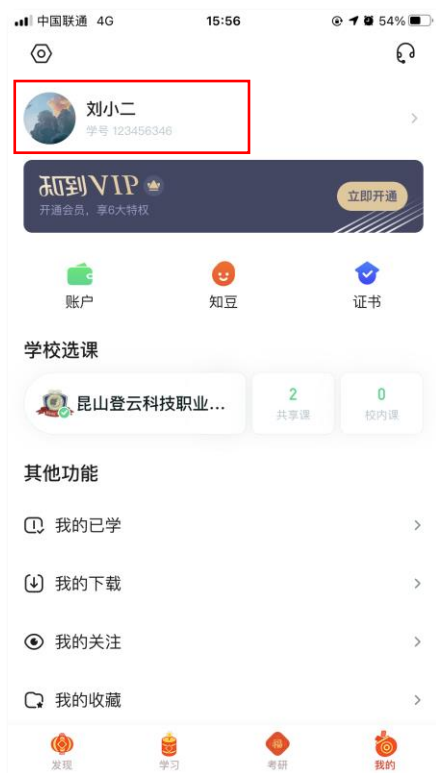 中国联通 4G 15:56 54%
刘小二
学号 123456346
知到VIP
开通会员，享6大特权
立即开通
账户 知豆 证书
学校选课
昆山登云科技职业... 2 0
共享课 校内课
其他功能
我的已学
我的下载
我的关注
我的收藏
发现 学习 考研 我的